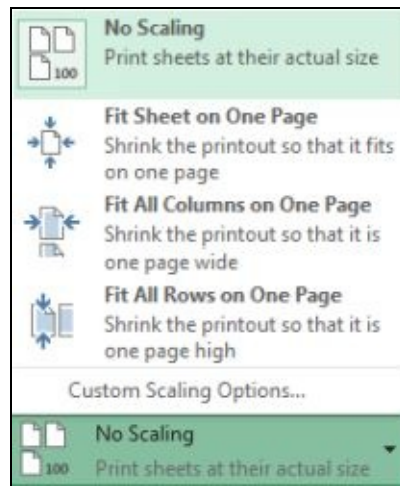 No Scaling
Print sheets at their actual size
100
Fit Sheet on One Page
Shrink the printout so that it fits
on one page
Fit All Columns on One Page
Shrink the printout so that it is
one page wide
Fit All Rows on One Page
Shrink the printout so that it is
one page high
Custom Scaling Options...
No Scaling
100
Print sheets at their actual size